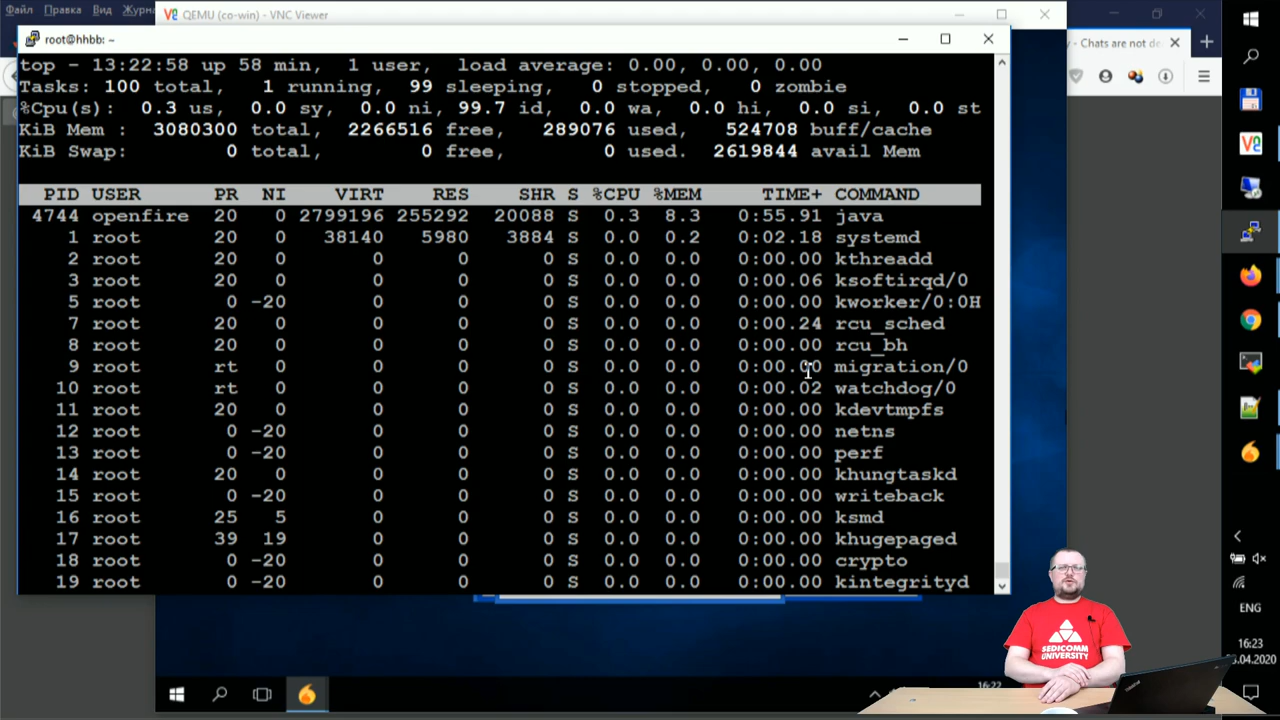 Файл Правка Вид Журна
QEMU (co-win) - VNC Viewer
y - Chats are not de
root@hhbb: ~
top - 13:22:58 up 58 min, 1 user, load average: 0.00, 0.00, 0.00
Tasks: 100 total, 1 running, 99 sleeping, 0 stopped, 0 zombie
%Cpu(s): 0.3 us, 0.0 sy, 0.0 ni, 99.7 id, 0.0 wa, 0.0 hi, 0.0 si, 0.0 st
KiB Mem : 3080300 total, 2266516 free, 289076 used, 524708 buff/cache
KiB Swap: 0 total, 0 free, 0 used. 2619844 avail Mem
PID USER PR NI VIRT RES SHR S %CPU %MEM TIME+ COMMAND
4744 openfire 20 0 2799196 255292 20088 S 0.3 8.3 0:55.91 java
1 root 20 0 38140 5980 3884 S 0.0 0.2 0:02.18 systemd
2 root 20 0 0 0 0 S 0.0 0.0 0:00.00 kthreadd
3 root 20 0 0 0 0 S 0.0 0.0 0:00.06 ksoftirqd/0
5 root 0 -20 0 0 0 S 0.0 0.0 0:00.00 kworker/0:0H
7 root 20 0 0 0 0 S 0.0 0.0 0:00.24 rcu_sched
8 root 20 0 0 0 0 S 0.0 0.0 0:00.00 rcu_bh
9 root rt 0 0 0 0 S 0.0 0.0 0:00.00 migration/0
10 root rt 0 0 0 0 S 0.0 0.0 0:00.02 watchdog/0
11 root 20 0 0 0 0 S 0.0 0.0 0:00.00 kdevtmpfs
12 root 0 -20 0 0 0 S 0.0 0.0 0:00.00 netns
13 root 0 -20 0 0 0 S 0.0 0.0 0:00.00 perf
14 root 20 0 0 0 0 S 0.0 0.0 0:00.00 khungtaskd
15 root 0 -20 0 0 0 S 0.0 0.0 0:00.00 writeback
16 root 25 5 0 0 0 S 0.0 0.0 0:00.00 ksmd
17 root 39 19 0 0 0 S 0.0 0.0 0:00.00 khugepaged
18 root 0 -20 0 0 0 S 0.0 0.0 0:00.00 crypto
19 root 0 -20 0 0 0 S 0.0 0.0 0:00.00 kintegrityd
SEDICOMM
UNIVERSITY
ENG
16:23
.04.2020
16:22